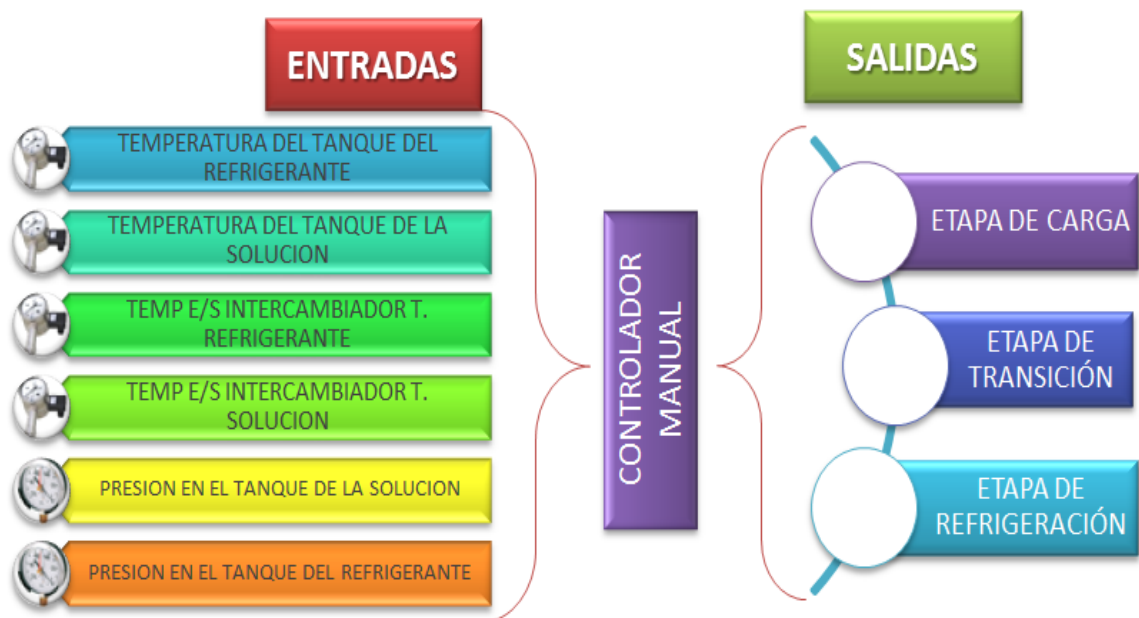 ENTRADAS
TEMPERATURA DEL TANQUE DEL
REFRIGERANTE
TEMPERATURA DEL TANQUE DE LA
SOLUCION
TEMP E/S INTERCAMBIADOR T.
REFRIGERANTE
TEMP E/S INTERCAMBIADOR T.
SOLUCION
PRESION EN EL TANQUE DE LA SOLUCION
PRESION EN EL TANQUE DEL REFRIGERANTE
CONTROLADOR
MANUAL
SALIDAS
ETAPA DE CARGA
ETAPA DE
TRANSICIÓN
ETAPA DE
REFRIGERACIÓN